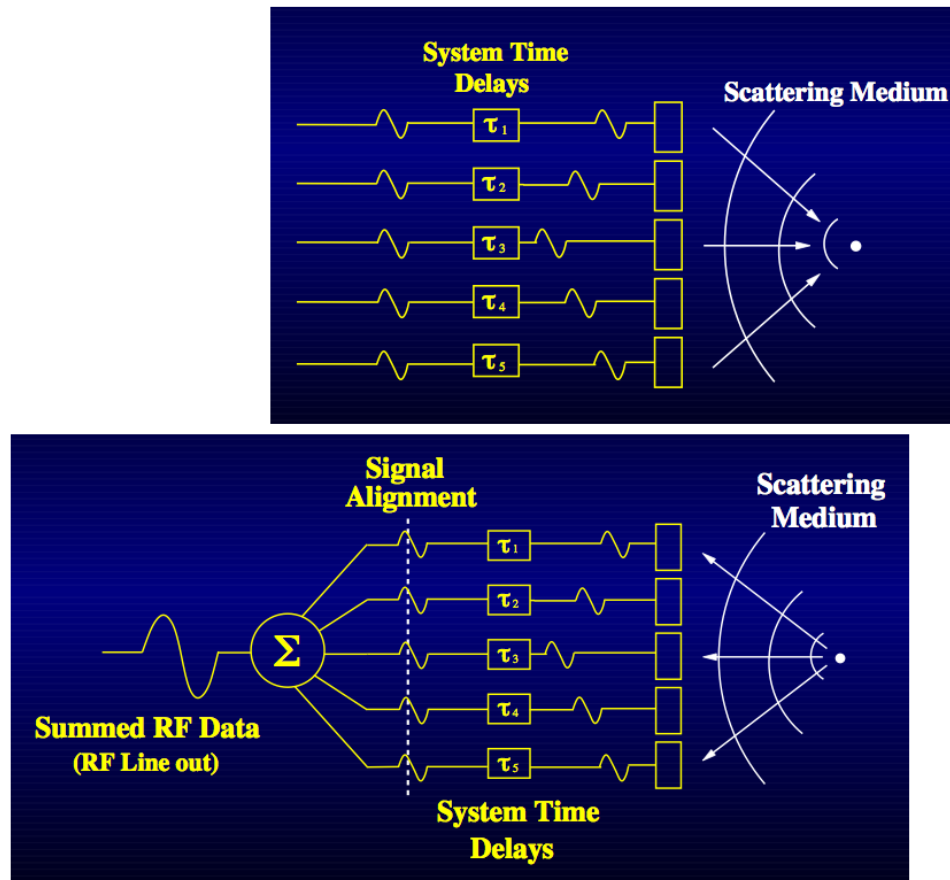 System Time
Delays
Scattering Medium
τ1
τ2
τ3
τ4
τ5
Signal
Alignment
Scattering
Medium
τ1
τ2
τ3
τ4
τ5
Σ
Summed RF Data
(RF Line out)
System Time
Delays